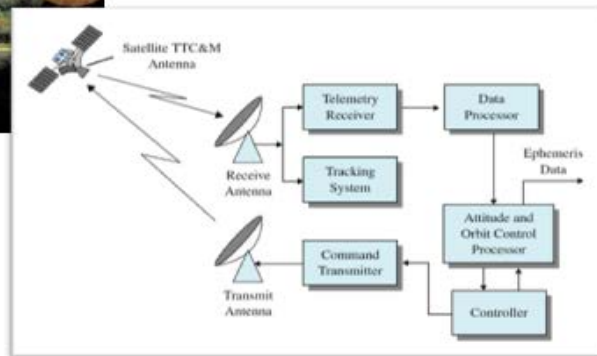 Satellite TTC&M
Antenna
Telemetry
Receiver
Data
Processor
Ephemeris
Data
Receive
Antenna
Tracking
System
Attitude and
Orbit Control
Processor
Command
Transmitter
Transmit
Antenna
Controller